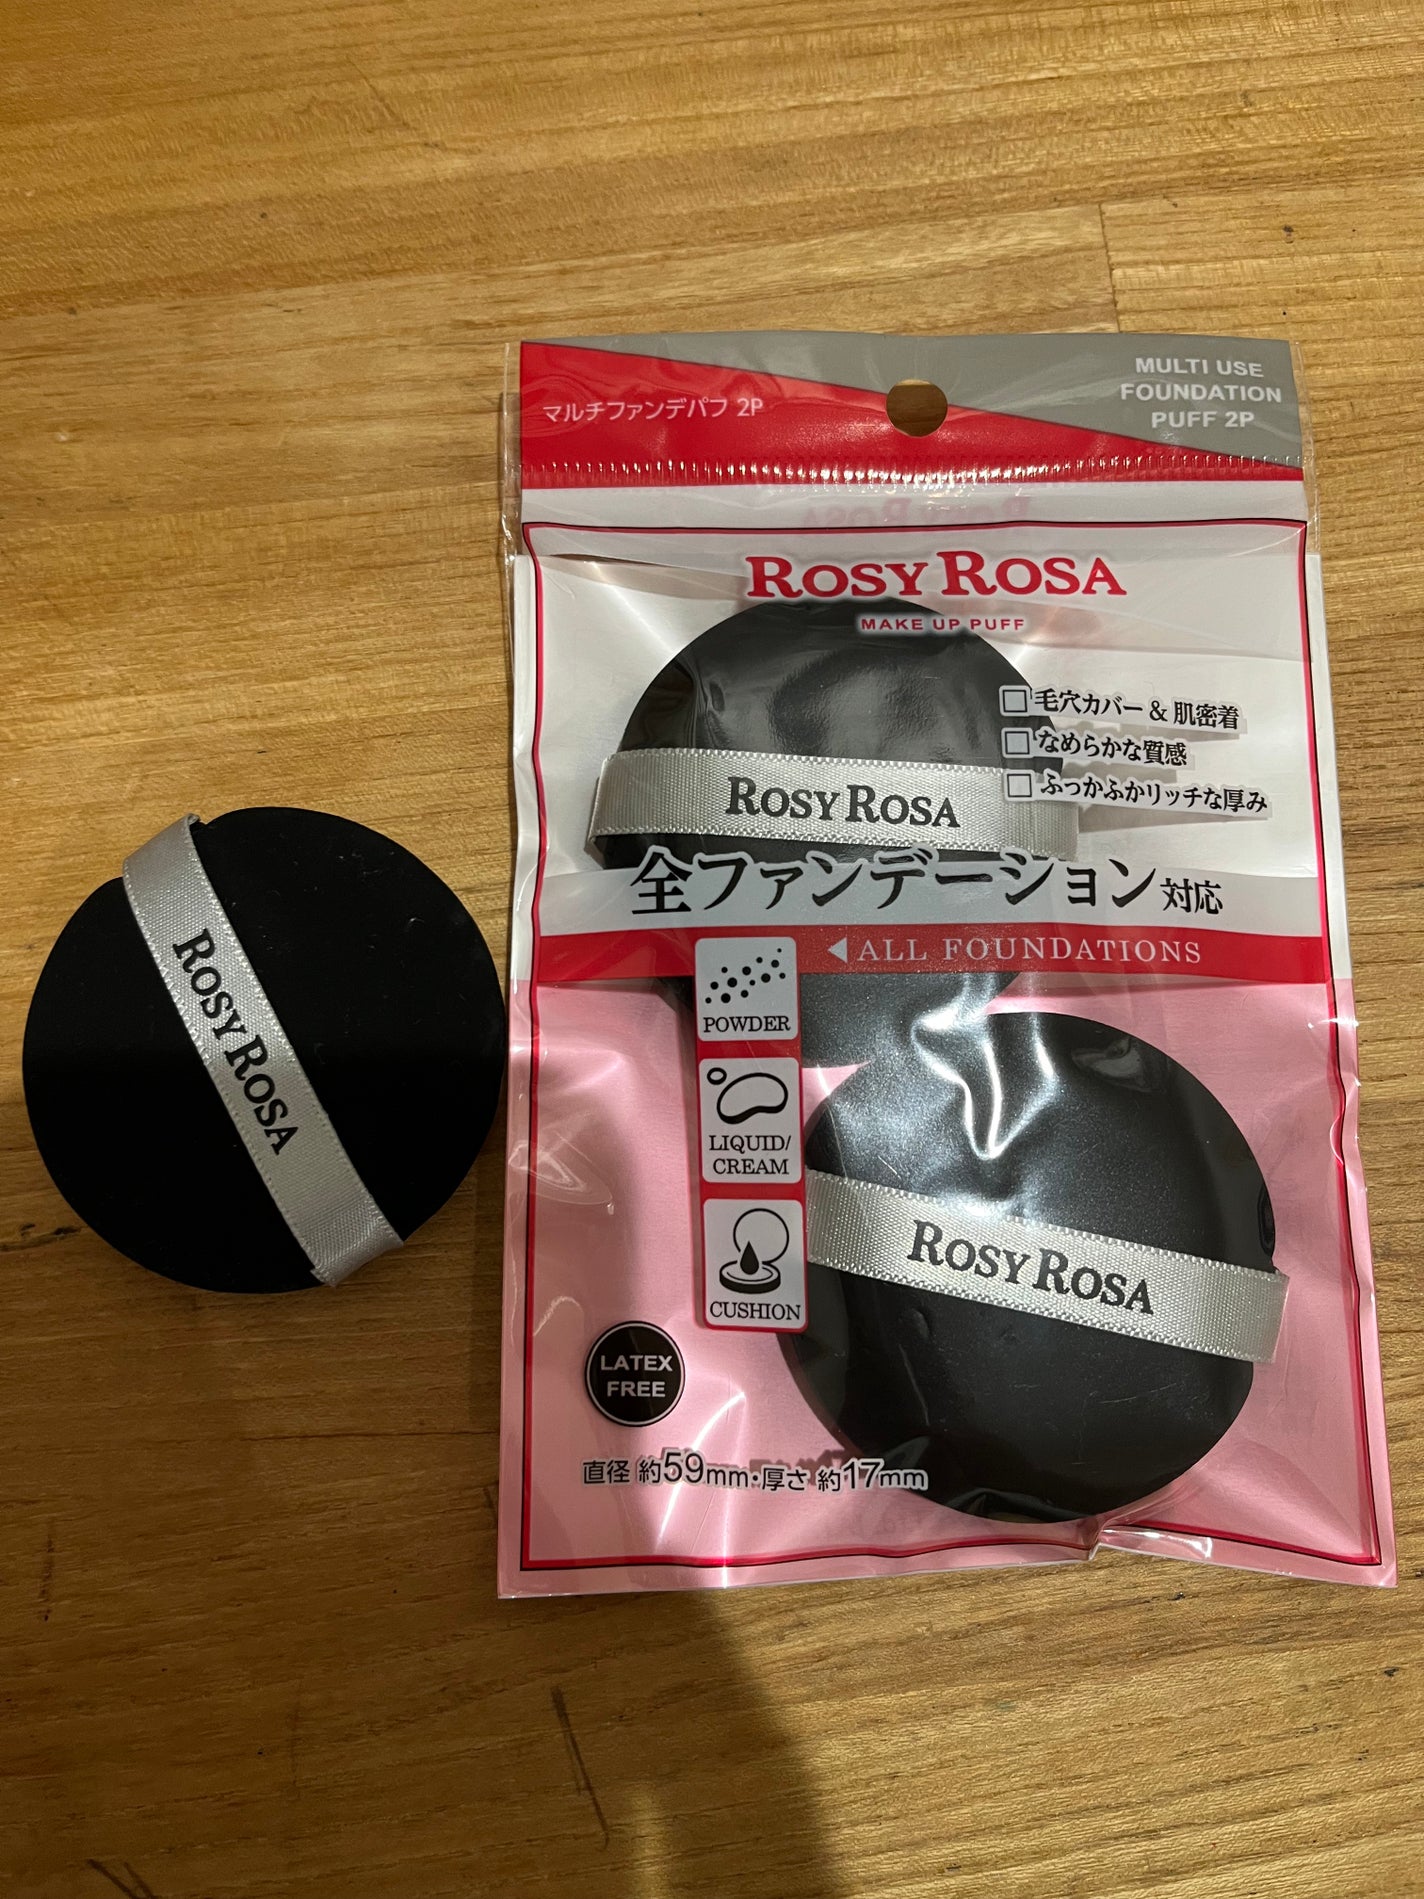 マルチファンデパフ 2P
MULTI USE
FOUNDATION
PUFF 2P
ROSY ROSA
MAKE UP PUFF
□毛穴カバー & 肌密着
□なめらかな質感
□ふっかふかリッチな厚み
ROSY ROSA
全ファンデーション対応
◀ALL FOUNDATIONS
POWDER
LIQUID/
CREAM
CUSHION
ROSY ROSA
LATEX
FREE
直径 約59mm・厚さ 約17mm
ROSY ROSA